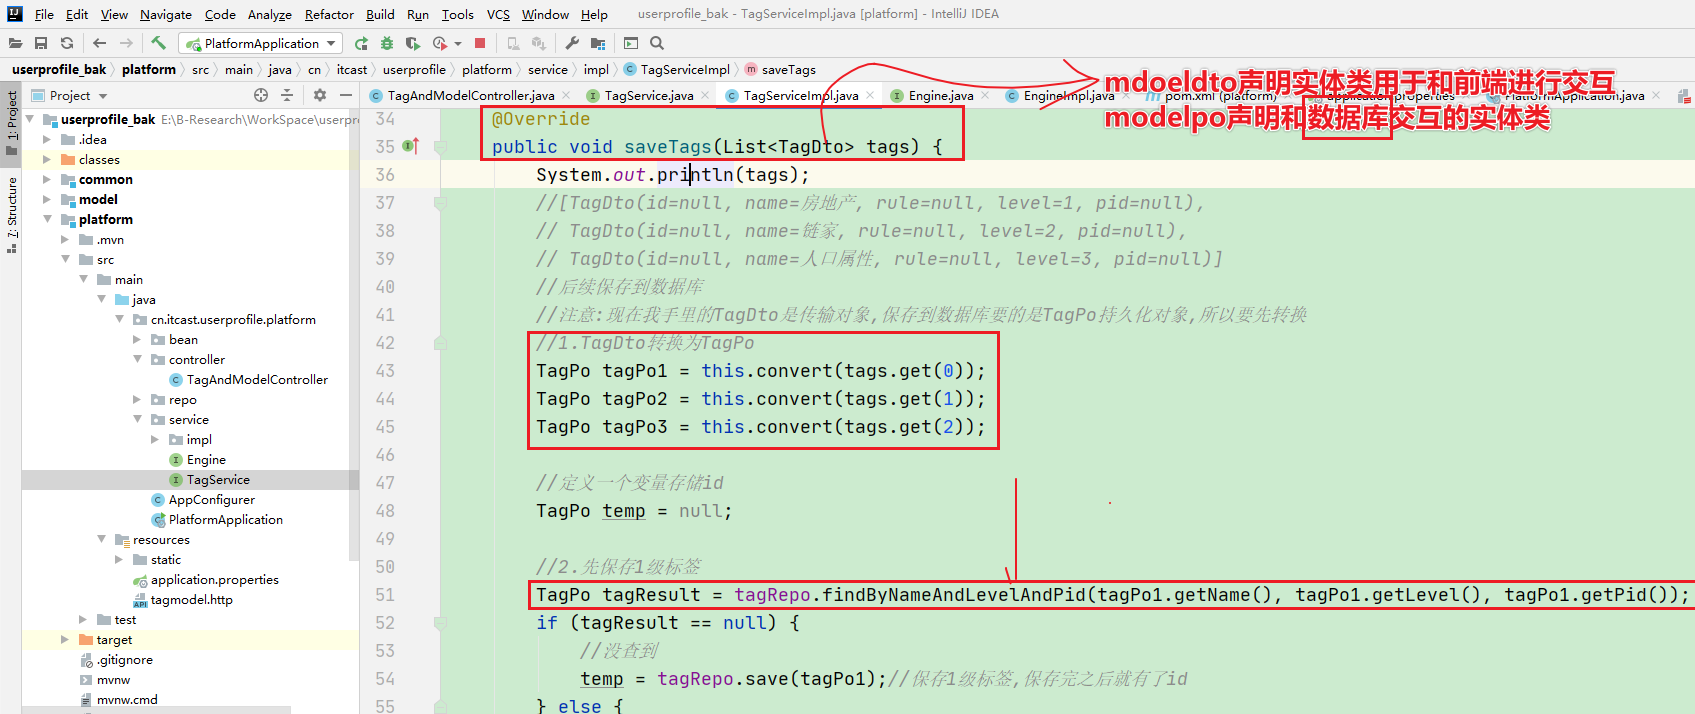 File Edit View Navigate Code Analyze Refactor Build Run Tools VCS Window Help userprofile_bak - TagServiceImpl.java [platform] - IntelliJ IDEA
PlatformApplication
userprofile_bak platform src main java cn itcast userprofile platform service impl TagServiceImpl saveTags
mdoeldto声明实体类用于和前端进行交互
modelpo声明和数据库交互的实体类
Project
TagAndModelController.java TagService.java TagServiceImpl.java Engine.java EngineImpl.java pom.xml (platform) application.properties PlatformApplication.java
1: Project
7: Structure
userprofile_bak E:\B-Research\WorkSpace\userpr
.idea
classes
common
model
platform
.mvn
src
main
java
cn.itcast.userprofile.platform
bean
controller
TagAndModelController
repo
service
impl
Engine
TagService
AppConfigurer
PlatformApplication
resources
static
application.properties
tagmodel.http
test
target
.gitignore
mvnw
mvnw.cmd
34 @Override
35 public void saveTags(List<TagDto> tags) {
36 System.out.println(tags);
37 //[TagDto(id=null, name=房地产, rule=null, level=1, pid=null),
38 // TagDto(id=null, name=链家, rule=null, level=2, pid=null),
39 // TagDto(id=null, name=人口属性, rule=null, level=3, pid=null)]
40 //后续保存到数据库
41 //注意:现在我手里的TagDto是传输对象,保存到数据库要的是TagPo持久化对象,所以要先转换
42 //1.TagDto转换为TagPo
43 TagPo tagPo1 = this.convert(tags.get(0));
44 TagPo tagPo2 = this.convert(tags.get(1));
45 TagPo tagPo3 = this.convert(tags.get(2));
46
47 //定义一个变量存储id
48 TagPo temp = null;
49
50 //2.先保存1级标签
51 TagPo tagResult = tagRepo.findByNameAndLevelAndPid(tagPo1.getName(), tagPo1.getLevel(), tagPo1.getPid());
52 if (tagResult == null) {
53 //没查到
54 temp = tagRepo.save(tagPo1);//保存1级标签,保存完之后就有了id
55 } else {